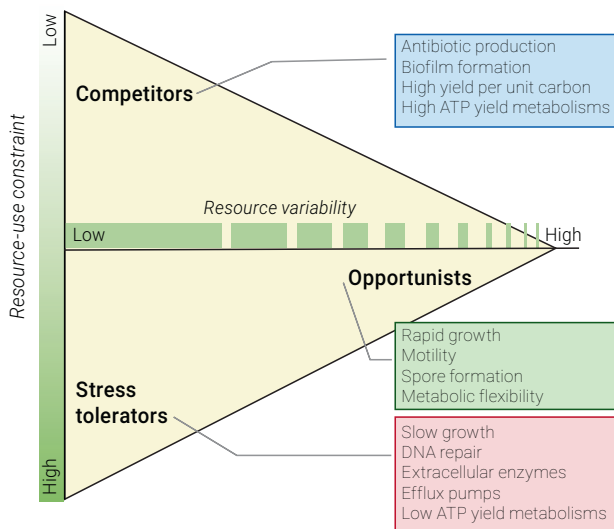 Low
Resource-use constraint
High
Competitors
Antibiotic production
Biofilm formation
High yield per unit carbon
High ATP yield metabolisms
Resource variability
Low
High
Opportunists
Rapid growth
Motility
Spore formation
Metabolic flexibility
Stress
tolerators
Slow growth
DNA repair
Extracellular enzymes
Efflux pumps
Low ATP yield metabolisms